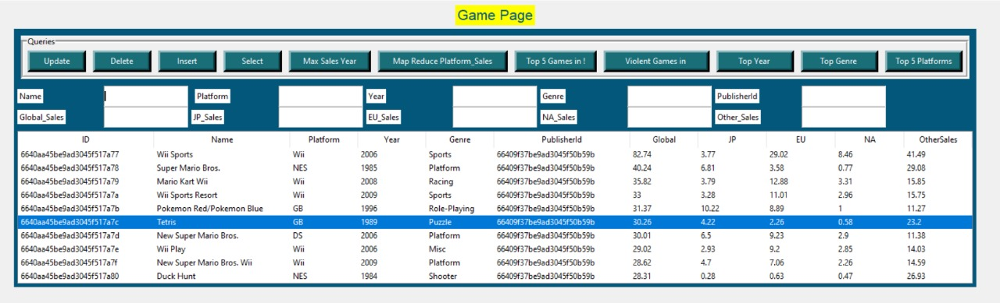 Game Page
Queries
Update Delete Insert Select Max Sales Year Map Reduce Platform_Sales Top 5 Games in ! Violent Games in Top Year Top Genre Top 5 Platforms
Name Platform Year Genre PublisherId
Global_Sales JP_Sales EU_Sales NA_Sales Other_Sales
ID Name Platform Year Genre PublisherId Global JP EU NA OtherSales
6640aa45be9ad3045f517a77 Wii Sports Wii 2006 Sports 66409f37be9ad3045f50b59b 82.74 3.77 29.02 8.46 41.49
6640aa45be9ad3045f517a78 Super Mario Bros. NES 1985 Platform 66409f37be9ad3045f50b59b 40.24 6.81 3.58 0.77 29.08
6640aa45be9ad3045f517a79 Mario Kart Wii Wii 2008 Racing 66409f37be9ad3045f50b59b 35.82 3.79 12.88 3.31 15.85
6640aa45be9ad3045f517a7a Wii Sports Resort Wii 2009 Sports 66409f37be9ad3045f50b59b 33 3.28 11.01 2.96 15.75
6640aa45be9ad3045f517a7b Pokemon Red/Pokemon Blue GB 1996 Role-Playing 66409f37be9ad3045f50b59b 31.37 10.22 8.89 1 11.27
6640aa45be9ad3045f517a7c Tetris GB 1989 Puzzle 66409f37be9ad3045f50b59b 30.26 4.22 2.26 0.58 23.2
6640aa45be9ad3045f517a7d New Super Mario Bros. DS 2006 Platform 66409f37be9ad3045f50b59b 30.01 6.5 9.23 2.9 11.38
6640aa45be9ad3045f517a7e Wii Play Wii 2006 Misc 66409f37be9ad3045f50b59b 29.02 2.93 9.2 2.85 14.03
6640aa45be9ad3045f517a7f New Super Mario Bros. Wii Wii 2009 Platform 66409f37be9ad3045f50b59b 28.62 4.7 7.06 2.26 14.59
6640aa45be9ad3045f517a80 Duck Hunt NES 1984 Shooter 66409f37be9ad3045f50b59b 28.31 0.28 0.63 0.47 26.93